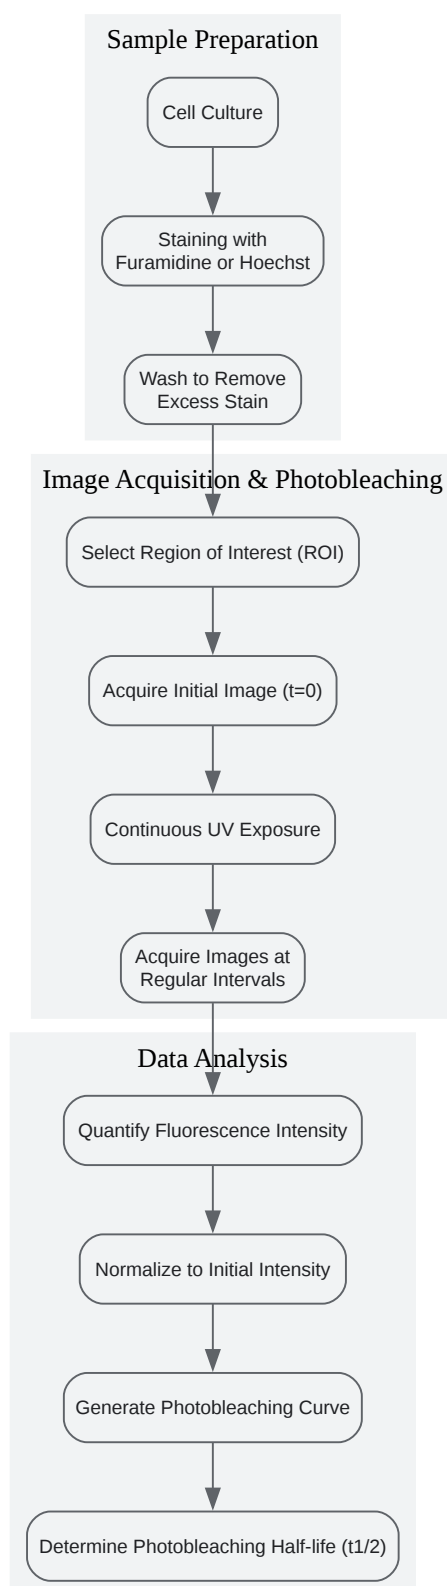 Sample Preparation
Cell Culture
Staining with
Furamidine or Hoechst
Wash to Remove
Excess Stain
Image Acquisition & Photobleaching
Select Region of Interest (ROI)
Acquire Initial Image (t=0)
Continuous UV Exposure
Acquire Images at
Regular Intervals
Data Analysis
Quantify Fluorescence Intensity
Normalize to Initial Intensity
Generate Photobleaching Curve
Determine Photobleaching Half-life (t1/2)